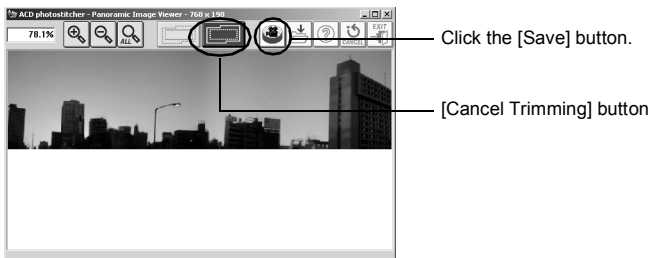 ACD photostitcher - Panoramic Image Viewer - 768 x 198
78.1%
ALL
CANCEL
EXIT
Click the [Save] button.
[Cancel Trimming] button